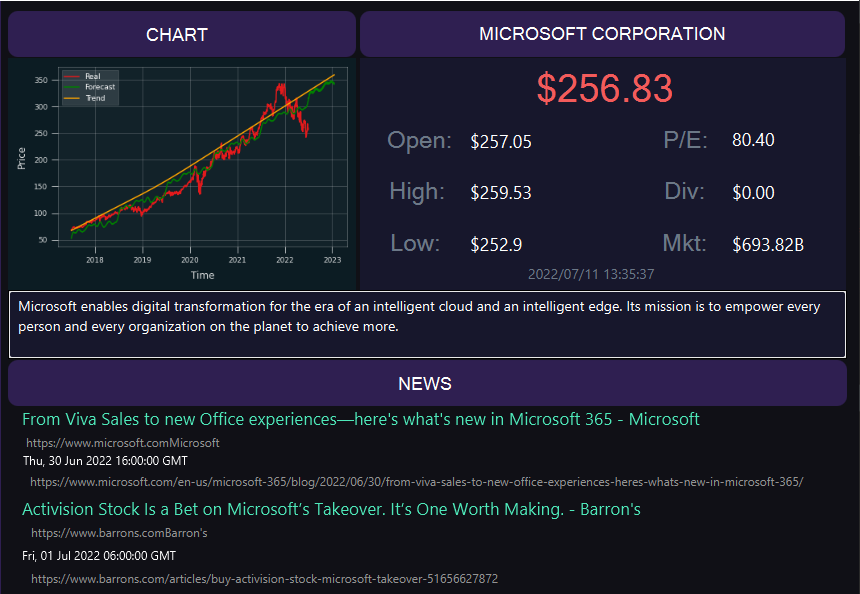 CHART
MICROSOFT CORPORATION
Real
Forecast
Trend
350
300
250
200
150
100
50
Price
2018 2019 2020 2021 2022 2023
Time
$256.83
Open: $257.05 P/E: 80.40
High: $259.53 Div: $0.00
Low: $252.9 Mkt: $693.82B
2022/07/11 13:35:37
Microsoft enables digital transformation for the era of an intelligent cloud and an intelligent edge. Its mission is to empower every
person and every organization on the planet to achieve more.
NEWS
From Viva Sales to new Office experiences—here's what's new in Microsoft 365 - Microsoft
https://www.microsoft.comMicrosoft
Thu, 30 Jun 2022 16:00:00 GMT
https://www.microsoft.com/en-us/microsoft-365/blog/2022/06/30/from-viva-sales-to-new-office-experiences-heres-whats-new-in-microsoft-365/
Activision Stock Is a Bet on Microsoft’s Takeover. It’s One Worth Making. - Barron's
https://www.barrons.comBarron's
Fri, 01 Jul 2022 06:00:00 GMT
https://www.barrons.com/articles/buy-activision-stock-microsoft-takeover-51656627872